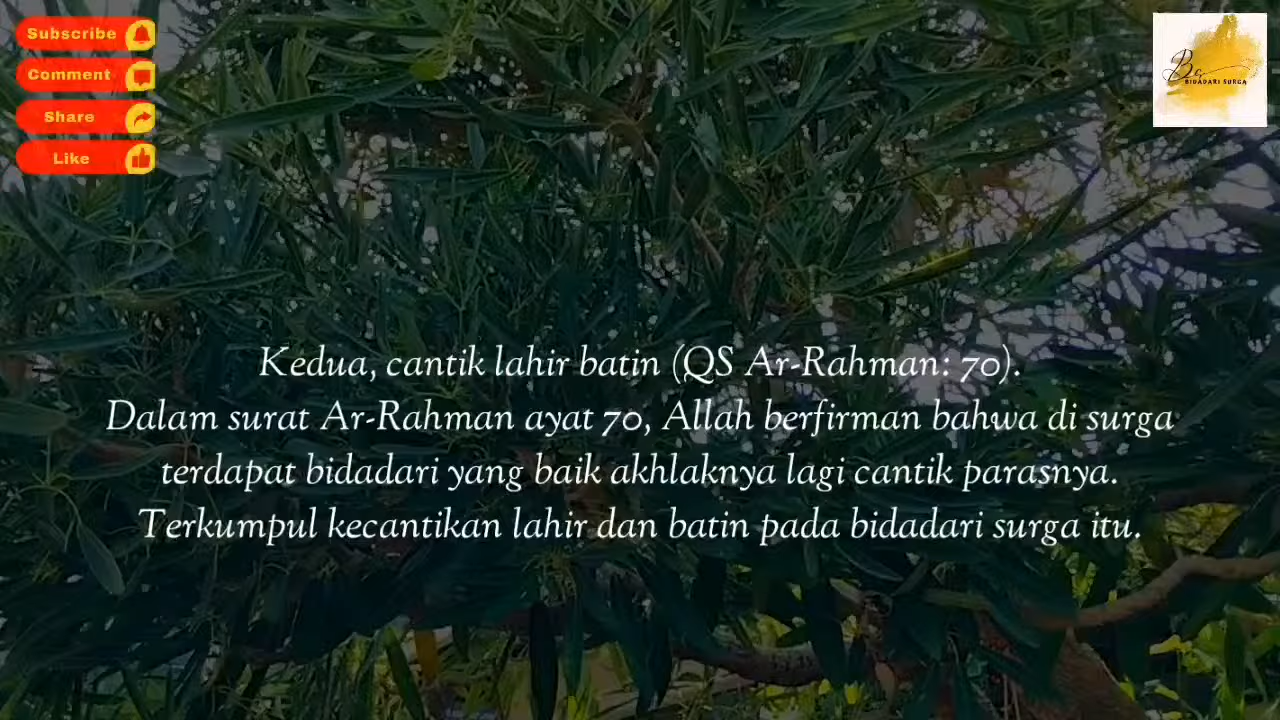 Subscribe
Comment
Share
Like
Bs
BIDADARI SURGA
Kedua, cantik lahir batin (QS Ar-Rahman: 70).
Dalam surat Ar-Rahman ayat 70, Allah berfirman bahwa di surga
terdapat bidadari yang baik akhlaknya lagi cantik parasnya.
Terkumpul kecantikan lahir dan batin pada bidadari surga itu.